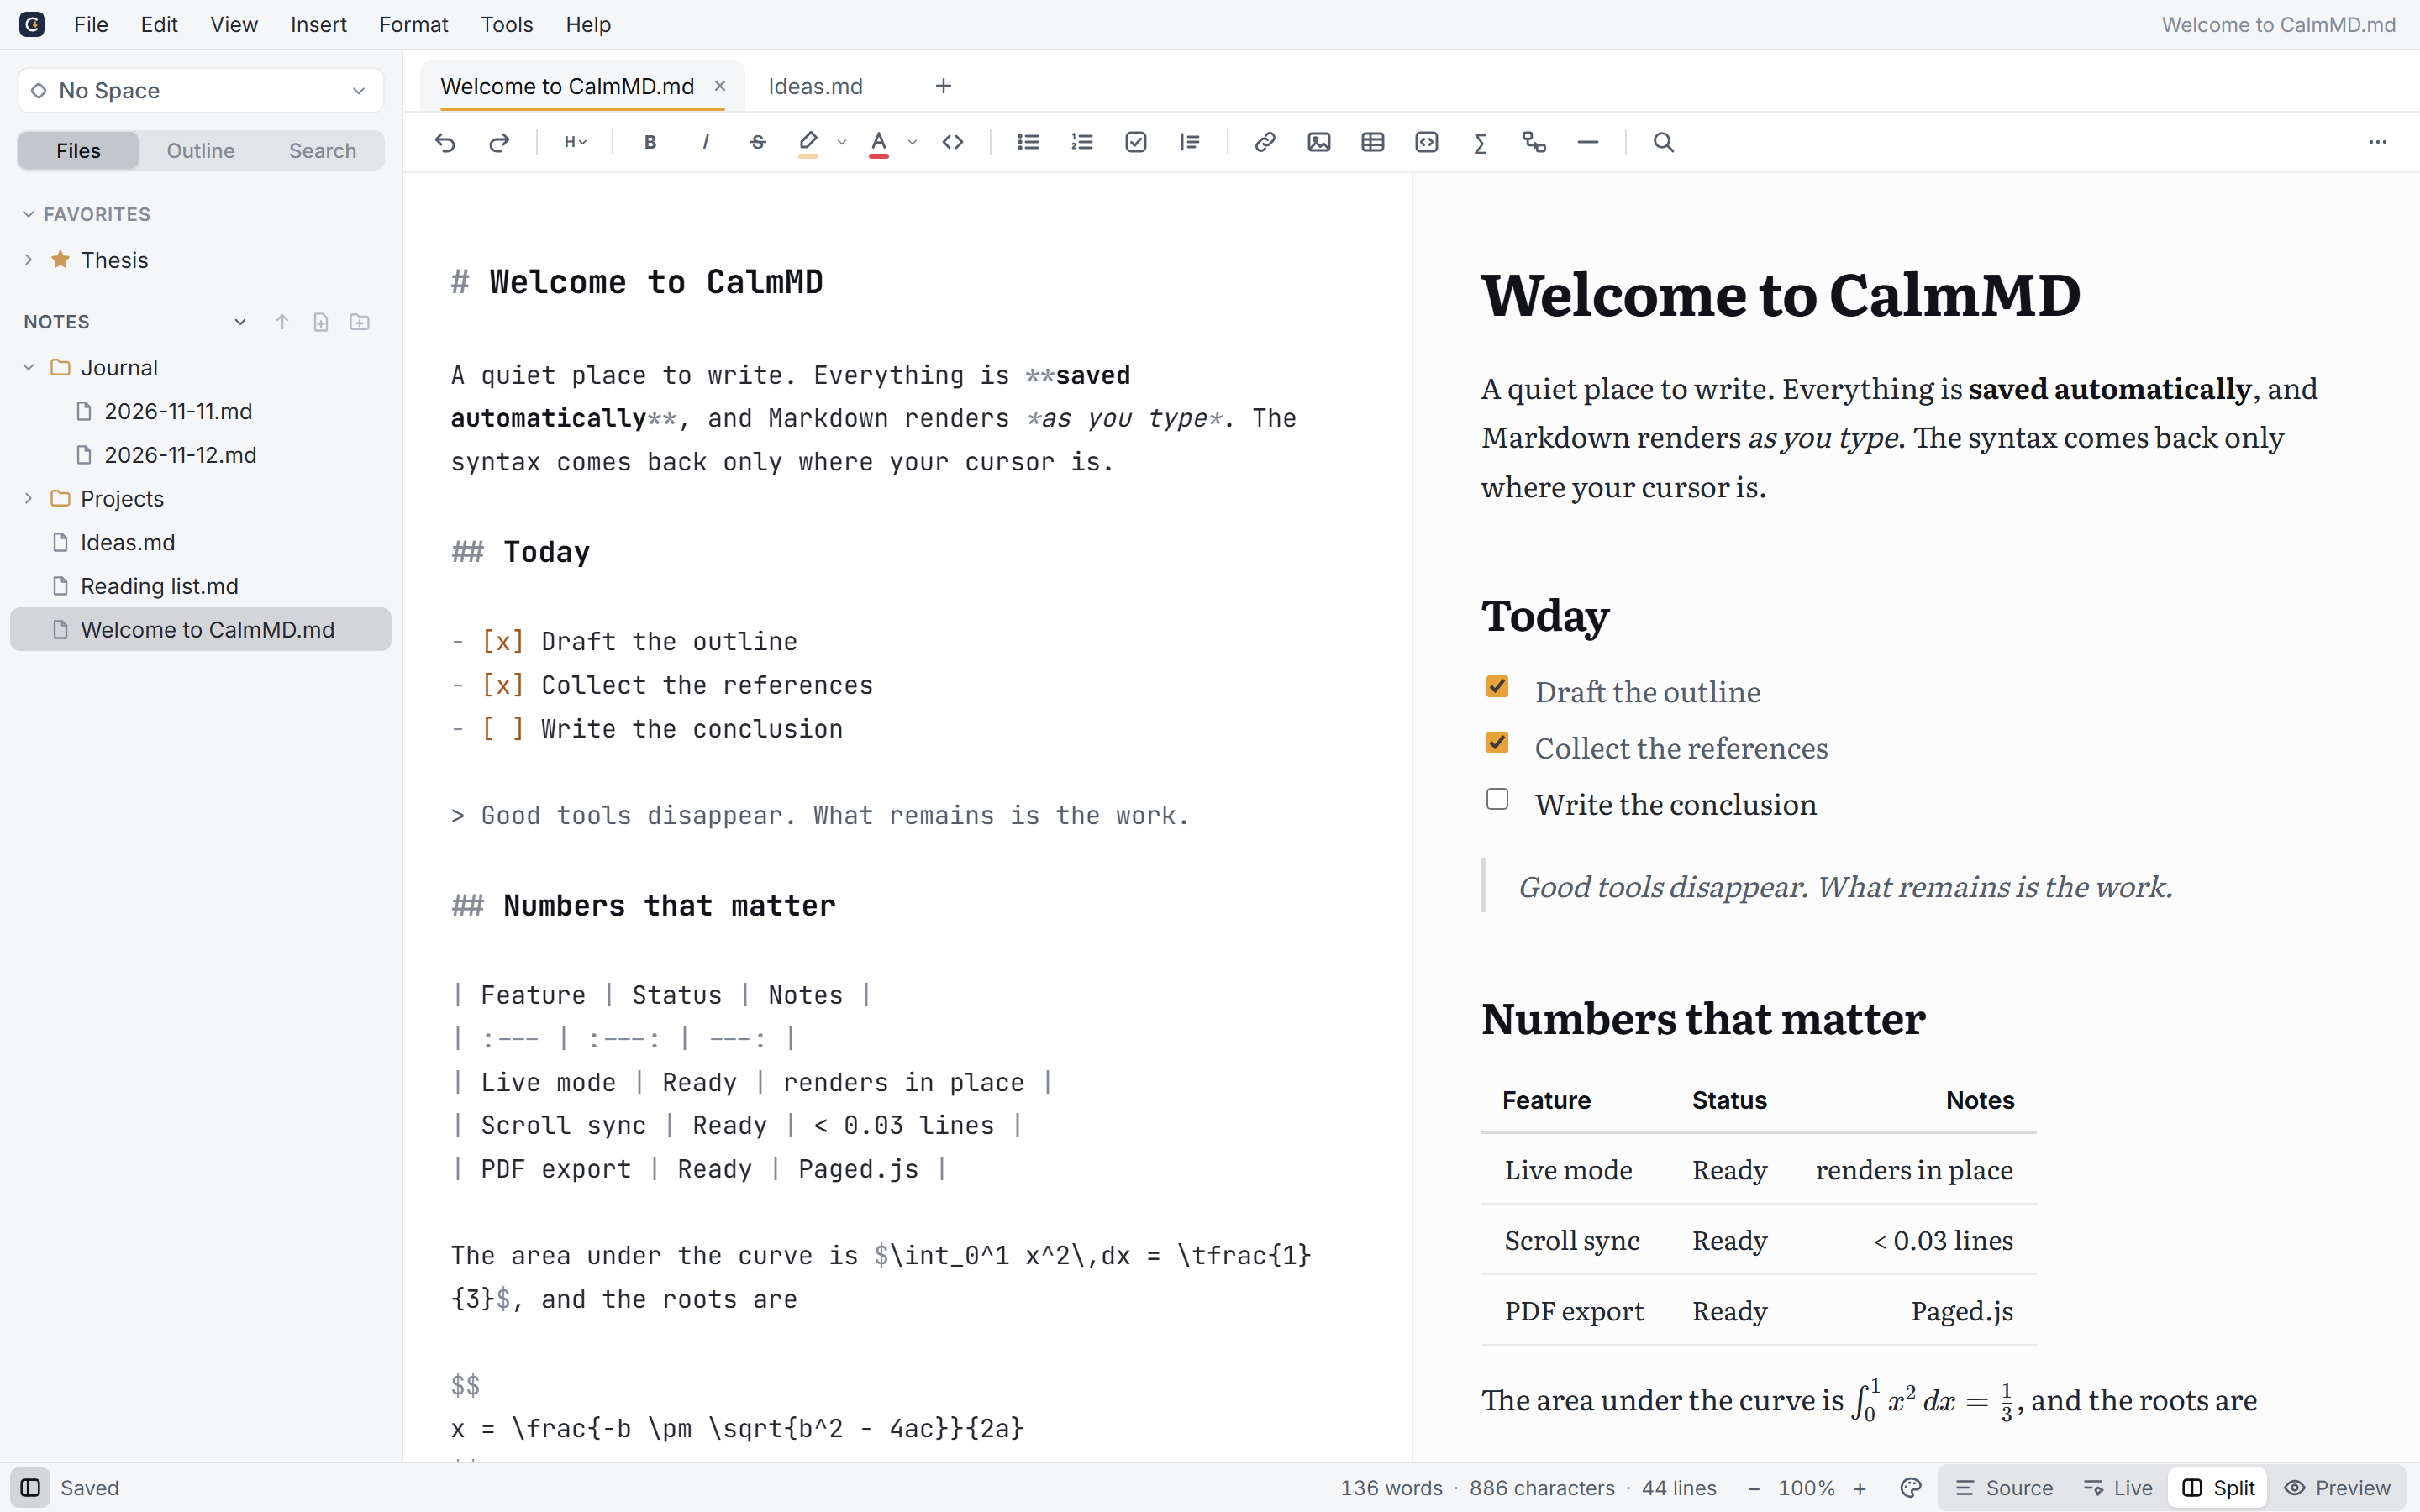 File Edit View Insert Format Tools Help
Welcome to CalmMD.md
No Space
Files Outline Search
FAVORITES
Thesis
NOTES
Journal
2026-11-11.md
2026-11-12.md
Projects
Ideas.md
Reading list.md
Welcome to CalmMD.md
Welcome to CalmMD.md Ideas.md
H B I S A
# Welcome to CalmMD
A quiet place to write. Everything is **saved
automatically**, and Markdown renders *as you type*. The
syntax comes back only where your cursor is.
## Today
- [x] Draft the outline
- [x] Collect the references
- [ ] Write the conclusion
> Good tools disappear. What remains is the work.
## Numbers that matter
| Feature | Status | Notes |
| :--- | :---: | ---: |
| Live mode | Ready | renders in place |
| Scroll sync | Ready | < 0.03 lines |
| PDF export | Ready | Paged.js |
The area under the curve is $\int_0^1 x^2\,dx = \tfrac{1}
{3}$, and the roots are
$$
x = \frac{-b \pm \sqrt{b^2 - 4ac}}{2a}
Welcome to CalmMD
A quiet place to write. Everything is saved automatically, and
Markdown renders as you type. The syntax comes back only
where your cursor is.
Today
Draft the outline
Collect the references
Write the conclusion
Good tools disappear. What remains is the work.
Numbers that matter
Feature Status Notes
Live mode Ready renders in place
Scroll sync Ready < 0.03 lines
PDF export Ready Paged.js
The area under the curve is ∫₀¹ x² dx = 1/3, and the roots are
Saved
136 words · 886 characters · 44 lines − 100% + Source Live Split Preview